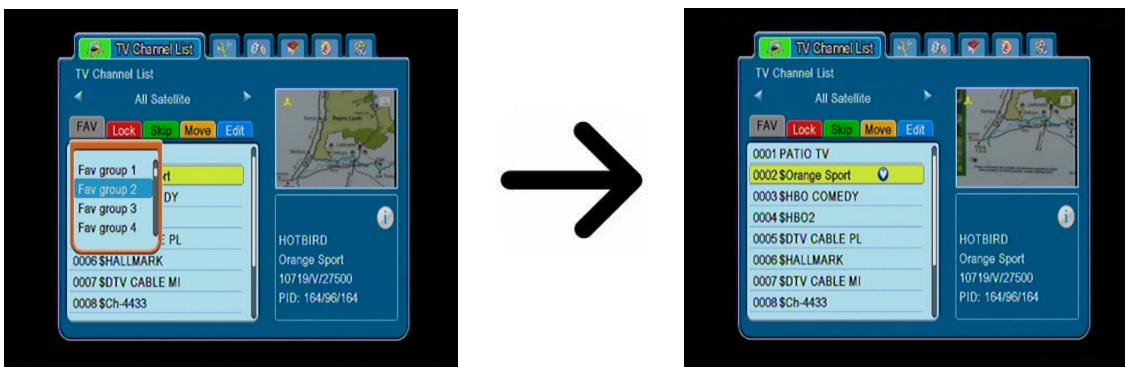 TV Channel List
TV Channel List
All Satellite
FAV Lock Skip Move Edit
Fav group 1
Fav group 2
Fav group 3
Fav group 4
rt
DY
E PL
0006 $HALLMARK
0007 $DTV CABLE MI
0008 $Ch-4433
HOTBIRD
Orange Sport
10719/V/27500
PID: 164/96/164
TV Channel List
TV Channel List
All Satellite
FAV Lock Skip Move Edit
0001 PATIO TV
0002 $Orange Sport
0003 $HBO COMEDY
0004 $HBO2
0005 $DTV CABLE PL
0006 $HALLMARK
0007 $DTV CABLE MI
0008 $Ch-4433
HOTBIRD
Orange Sport
10719/V/27500
PID: 164/96/164